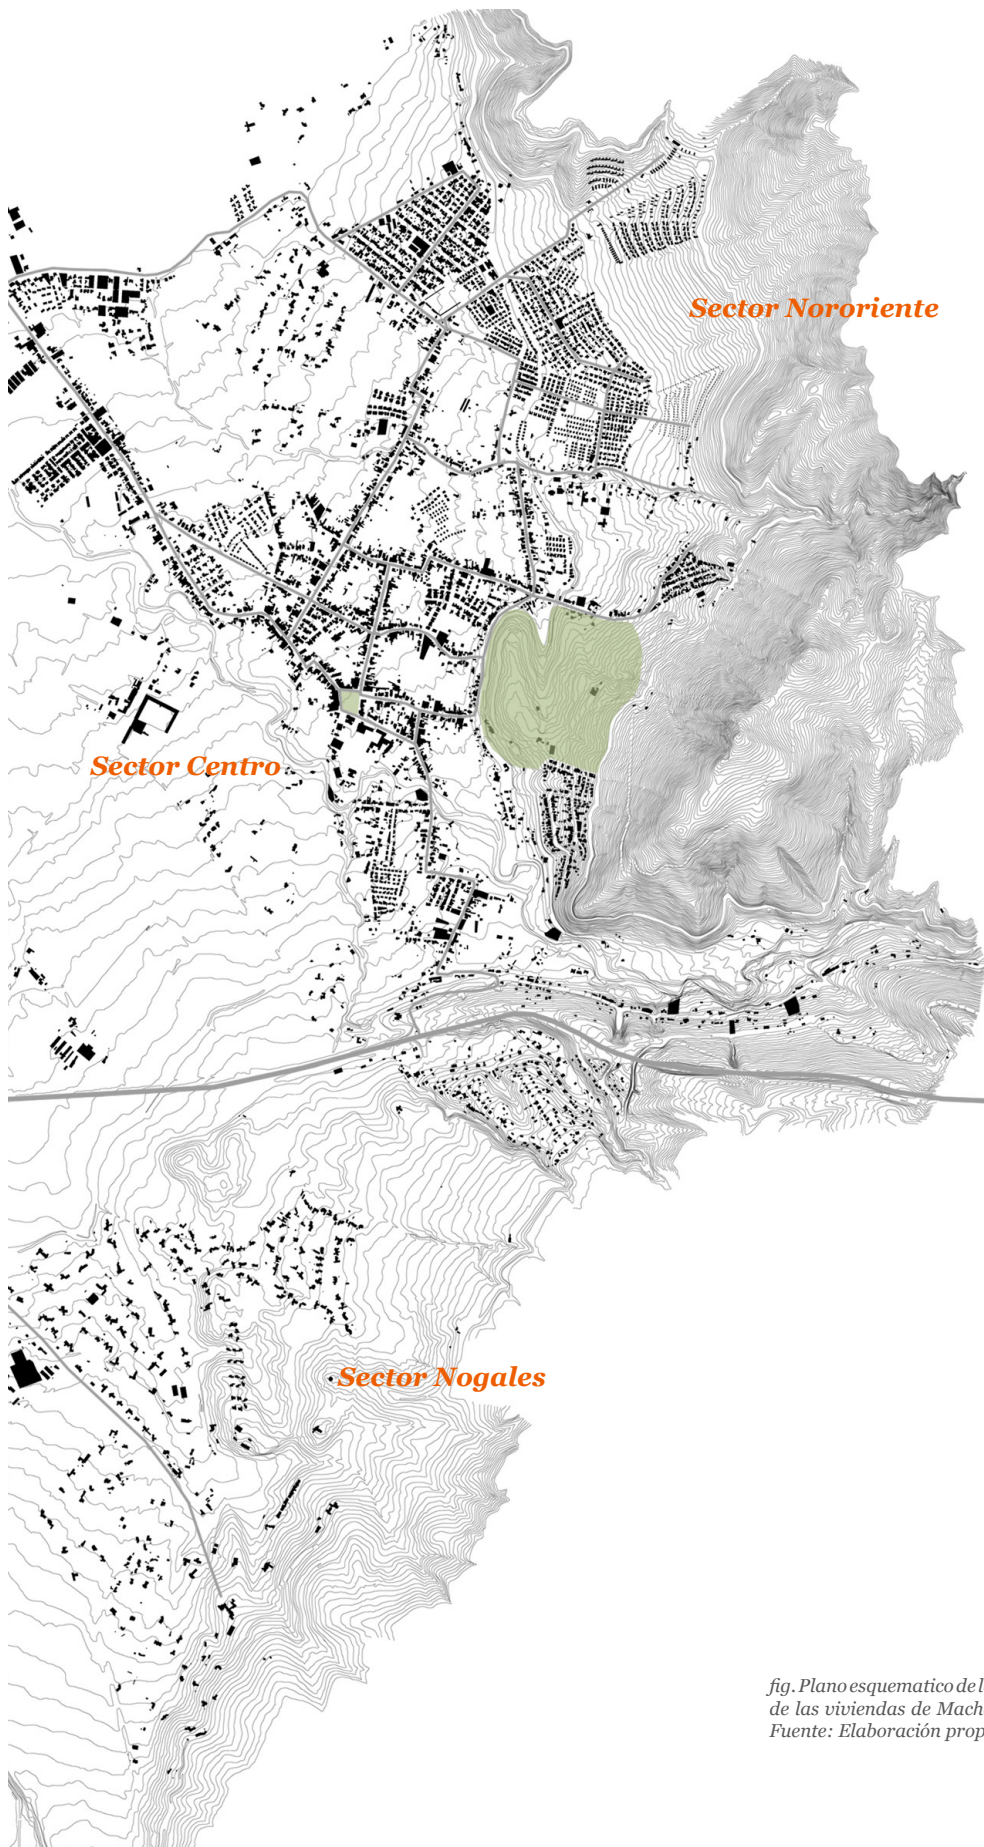 Sector Nororiente
Sector Centro
Sector Nogales
fig. Plano esquematico de l
de las viviendas de Mach
Fuente: Elaboración prop